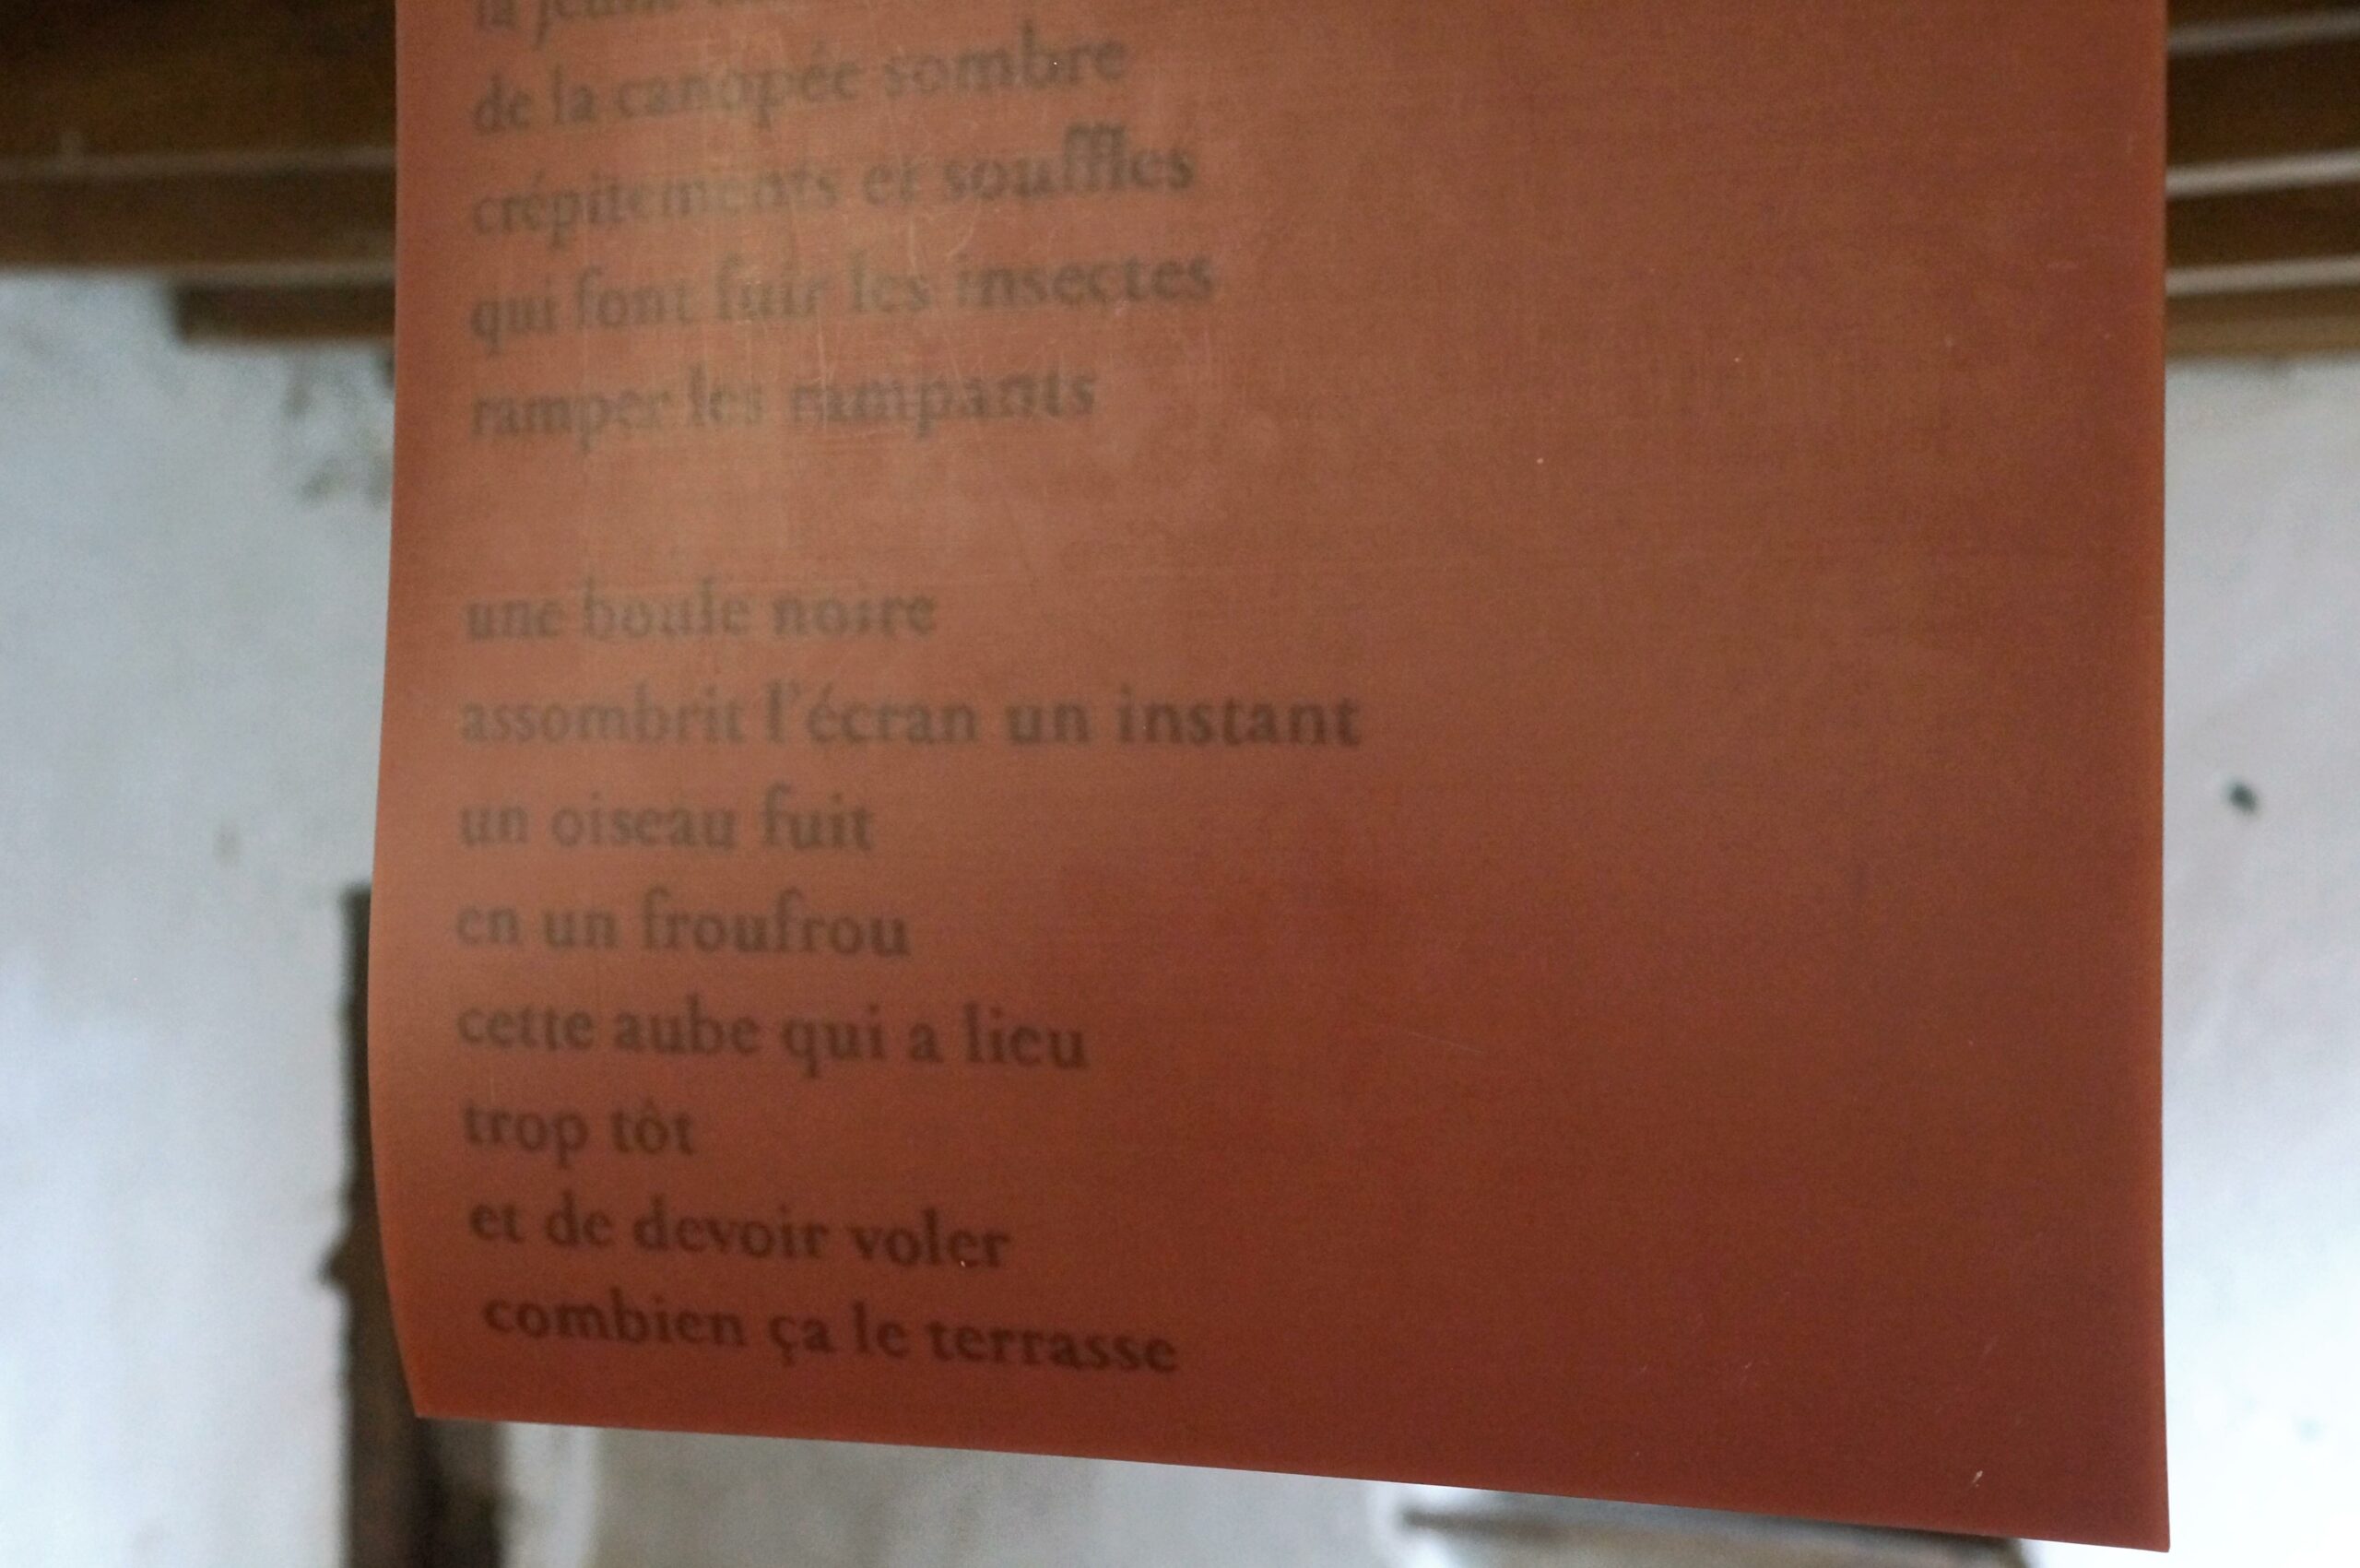 la jeune
de la canopée sombre
crépitements et souffles
qui font fuir les insectes
ramper les rampants
une boule noire
assombrit l'écran un instant
un oiseau fuit
en un froufrou
cette aube qui a lieu
trop tôt
et de devoir voler
combien ça le terrasse